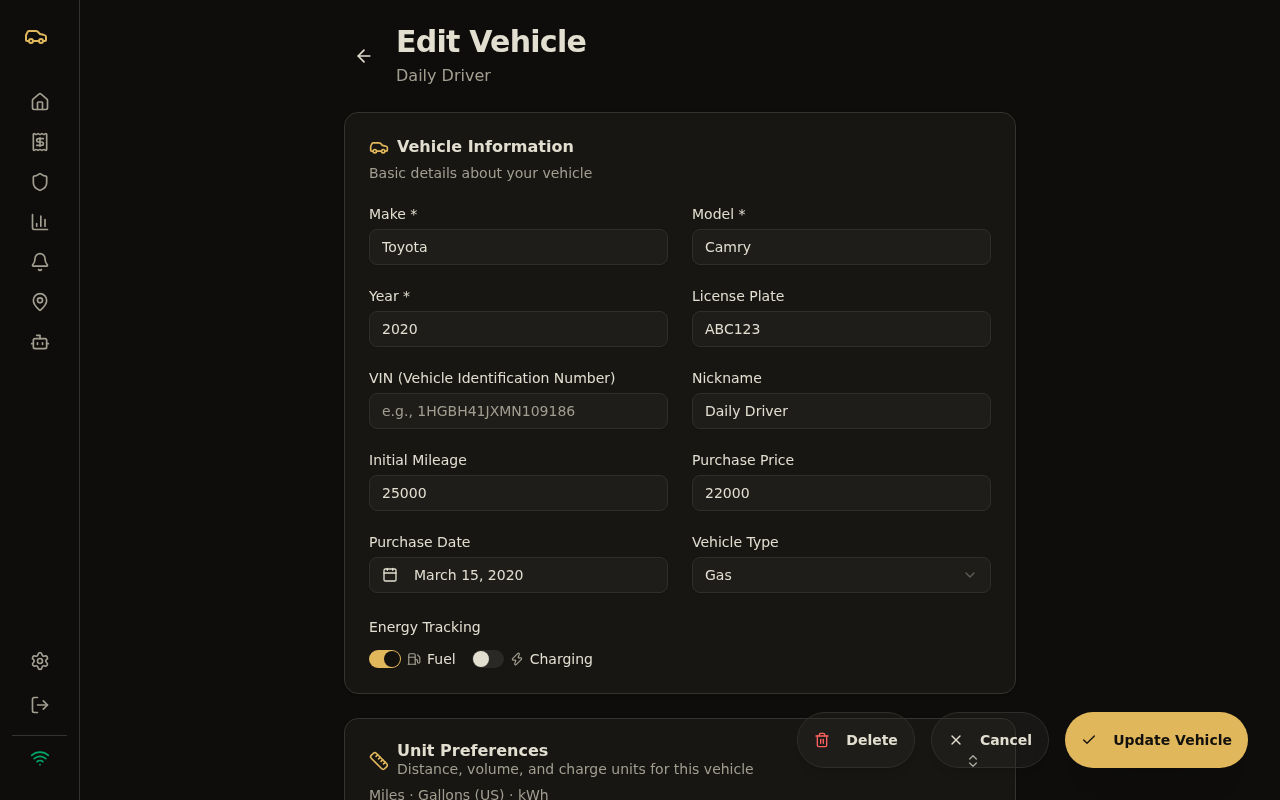 Edit Vehicle
Daily Driver
Vehicle Information
Basic details about your vehicle
Make *
Model *
Toyota
Camry
Year *
License Plate
2020
ABC123
VIN (Vehicle Identification Number)
Nickname
e.g., 1HGBH41JXMN109186
Daily Driver
Initial Mileage
Purchase Price
25000
22000
Purchase Date
Vehicle Type
March 15, 2020
Gas
Energy Tracking
Fuel
Charging
Unit Preferences
Distance, volume, and charge units for this vehicle
Miles · Gallons (US) · kWh
Delete
Cancel
Update Vehicle